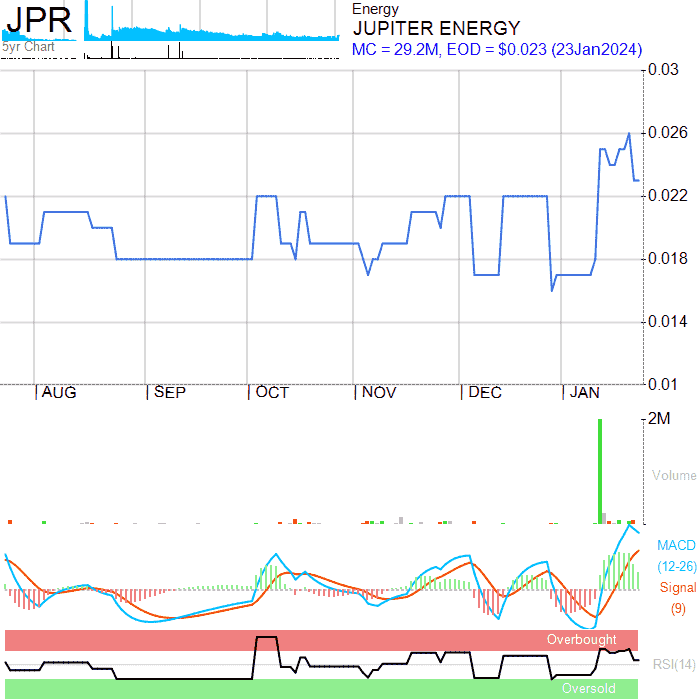 JPR
5yr Chart
Energy
JUPITER ENERGY
MC = 29.2M, EOD = $0.023 (23Jan2024)
0.03
0.026
0.022
0.018
0.014
0.01
AUG
SEP
OCT
NOV
DEC
JAN
2M
Volume
MACD
(12-26)
Signal
(9)
Overbought
RSI(14)
Oversold